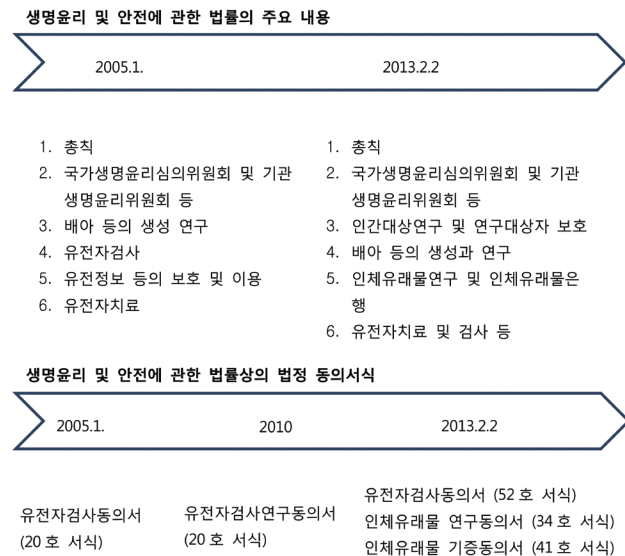 생명윤리 및 안전에 관한 법률의 주요 내용
2005.1.
2013.2.2
1. 총칙
2. 국가생명윤리심의위원회 및 기관
생명윤리위원회 등
3. 배아 등의 생성 연구
4. 유전자검사
5. 유전정보 등의 보호 및 이용
6. 유전자치료
1. 총칙
2. 국가생명윤리심의위원회 및 기관
생명윤리위원회 등
3. 인간대상연구 및 연구대상자 보호
4. 배아 등의 생성과 연구
5. 인체유래물연구 및 인체유래물은
행
6. 유전자치료 및 검사 등
생명윤리 및 안전에 관한 법률상의 법정 동의서식
2005.1.
2010
2013.2.2
유전자검사동의서
(20호 서식)
유전자검사연구동의서
(20호 서식)
유전자검사동의서 (52호 서식)
인체유래물 연구동의서 (34호 서식)
인체유래물 기증동의서 (41호 서식)